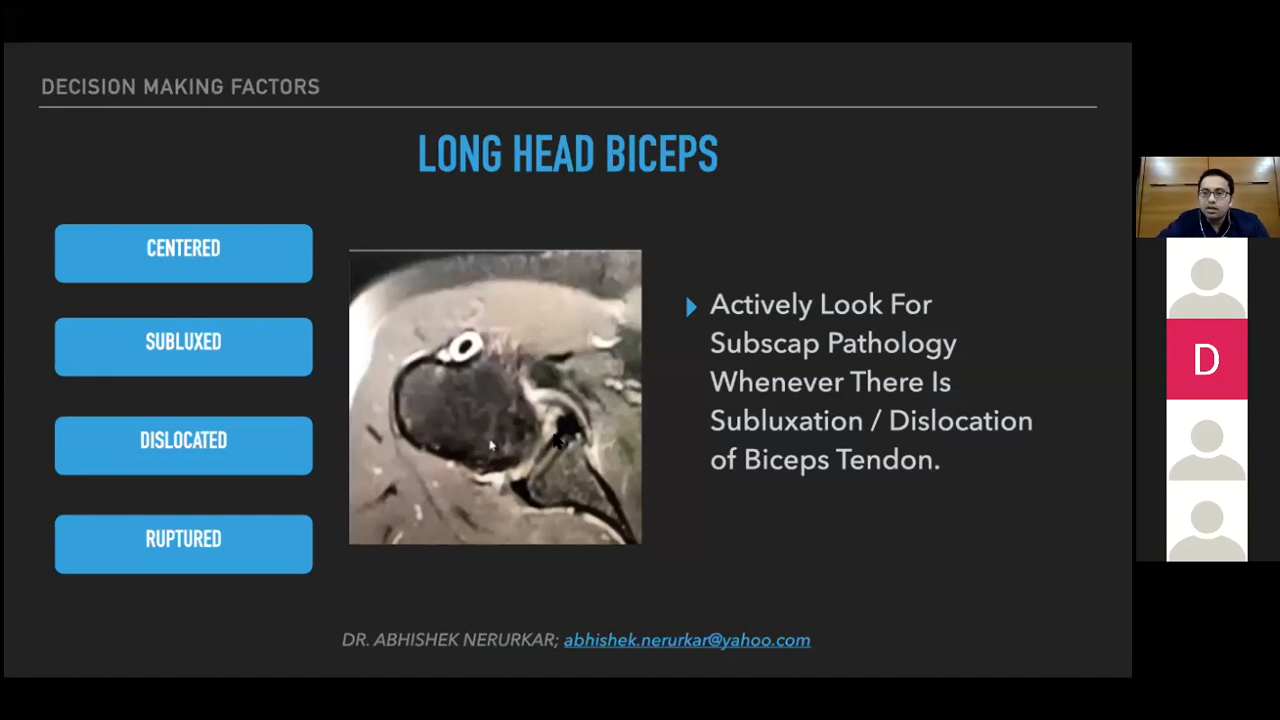 DECISION MAKING FACTORS
LONG HEAD BICEPS
CENTERED
SUBLUXED
DISLOCATED
RUPTURED
Actively Look For
Subscap Pathology
Whenever There Is
Subluxation / Dislocation
of Biceps Tendon.
DR. ABHISHEK NERURKAR; abhishek.nerurkar@yahoo.com
D